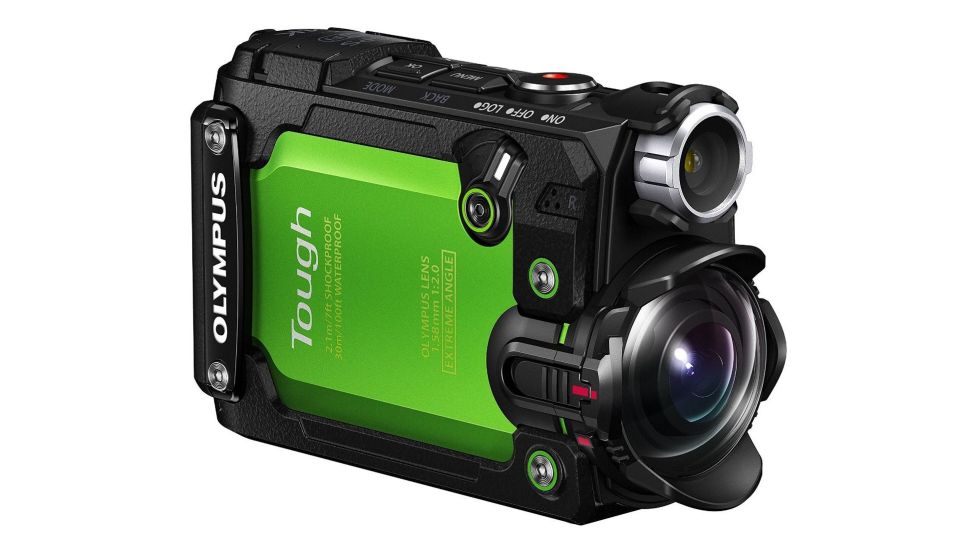 OK
MENU
MODE
BACK
LOG
OFF
ON
R
OLYMPUS
Tough
2.1m/7ft SHOCKPROOF
30m/100ft WATERPROOF
OLYMPUS LENS
1.58mm 1:2.0
EXTREME ANGLE